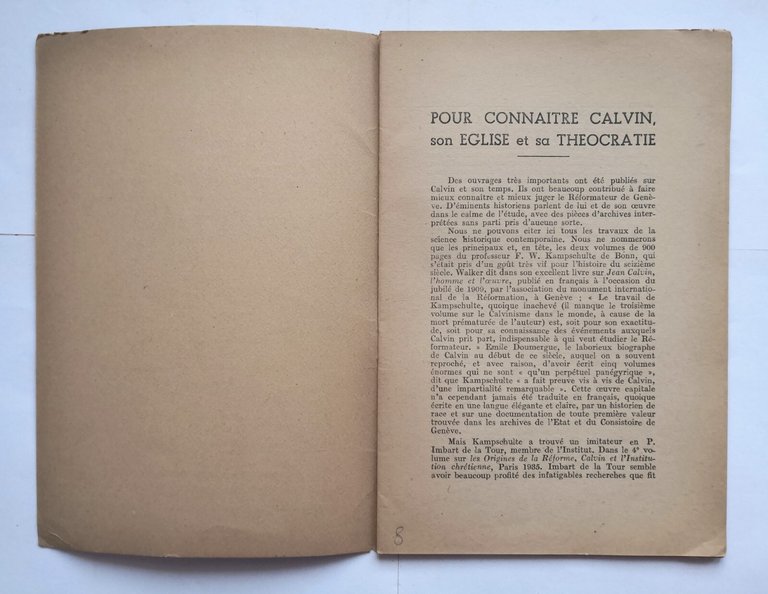 POUR CONNAITRE CALVIN,
son EGLISE et sa THEOCRATIE
Des ouvrages très importants ont été publiés sur
Calvin et son temps. Ils ont beaucoup contribué à faire
mieux connaitre et mieux juger le Réformateur de Genè-
ve. D'éminents historiens parlent de lui et de son œuvre
dans le calme de l'étude, avec des pièces d'archives inter-
prétées sans parti pris d'aucune sorte.
Nous ne pouvons citer ici tous les travaux de la
science historique contemporaine. Nous ne nommerons
que les principaux et, en tête, les deux volumes de 900
pages du professeur F. W. Kampschulte de Bonn, qui
s'était pris d'un goût très vif pour l'histoire du seizième
siècle. Walker dit dans son excellent livre sur Jean Calvin,
l'homme et l'œuvre, publié en français à l'occasion du
jubilé de 1909, par l'association du monument internatio-
nal de la Réformation, à Genève : « Le travail de
Kampschulte, quoique inachevé (il manque le troisième
volume sur le Calvinisme dans le monde, à cause de la
mort prématurée de l'auteur) est, soit pour son exactitu-
de, soit pour sa connaissance des événements auxquels
Calvin prit part, indispensable à qui veut étudier le Ré-
formateur. » Emile Doumergue, le laborieux biographe
de Calvin au début de ce siècle, auquel on a souvent
reproché, et avec raison, d'avoir écrit cinq volumes
énormes qui ne sont « qu'un perpétuel panégyrique »,
dit que Kampschulte « a fait preuve vis à vis de Calvin,
d'une impartialité remarquable ». Cette œuvre capitale
n'a cependant jamais été traduite en français, quoique
écrite en une langue élégante et claire, par un historien de
race et sur une documentation de toute première valeur
trouvée dans les archives de l'Etat et du Consistoire de
Genève.
Mais Kampschulte a trouvé un imitateur en P.
Imbart de la Tour, membre de l'Institut. Dans le 4e vo-
lume sur les Origines de la Réforme, Calvin et l'Institu-
tion chrétienne, Paris 1935. Imbart de la Tour semble
avoir beaucoup profité des infatigables recherches que fit
8